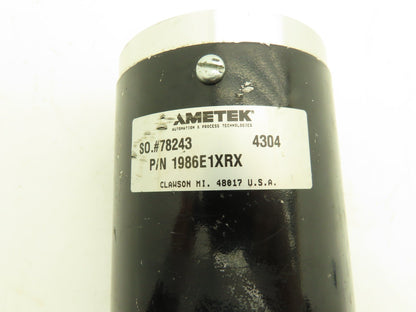 AMETEK
AUTOMATION & PROCESS TECHNOLOGIES
SO.#78243 4304
P/N 1986E1XRX
CLAWSON MI. 48017 U.S.A.